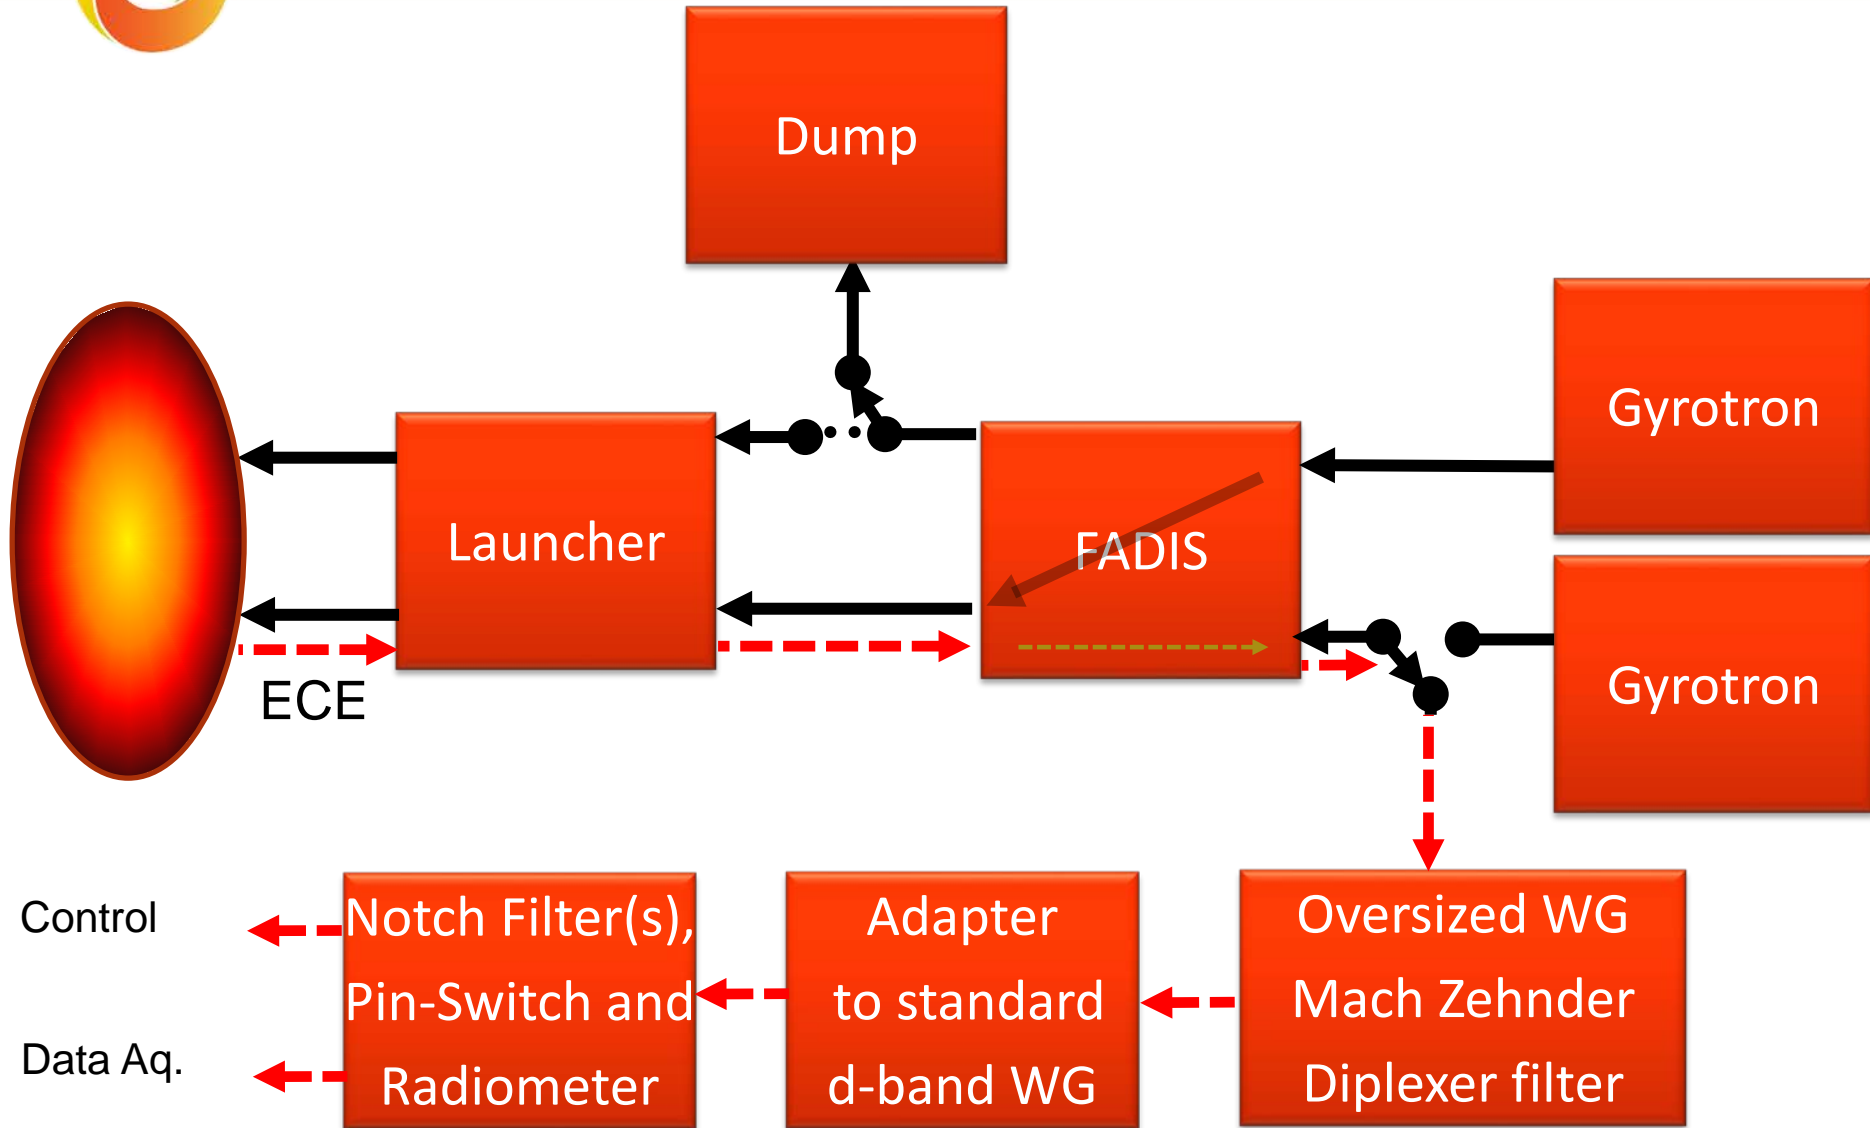 Dump
Gyrotron
Launcher
FADIS
Gyrotron
ECE
Control
Data Aq.
Notch Filter(s),
Pin-Switch and
Radiometer
Adapter
to standard
d-band WG
Oversized WG
Mach Zehnder
Diplexer filter